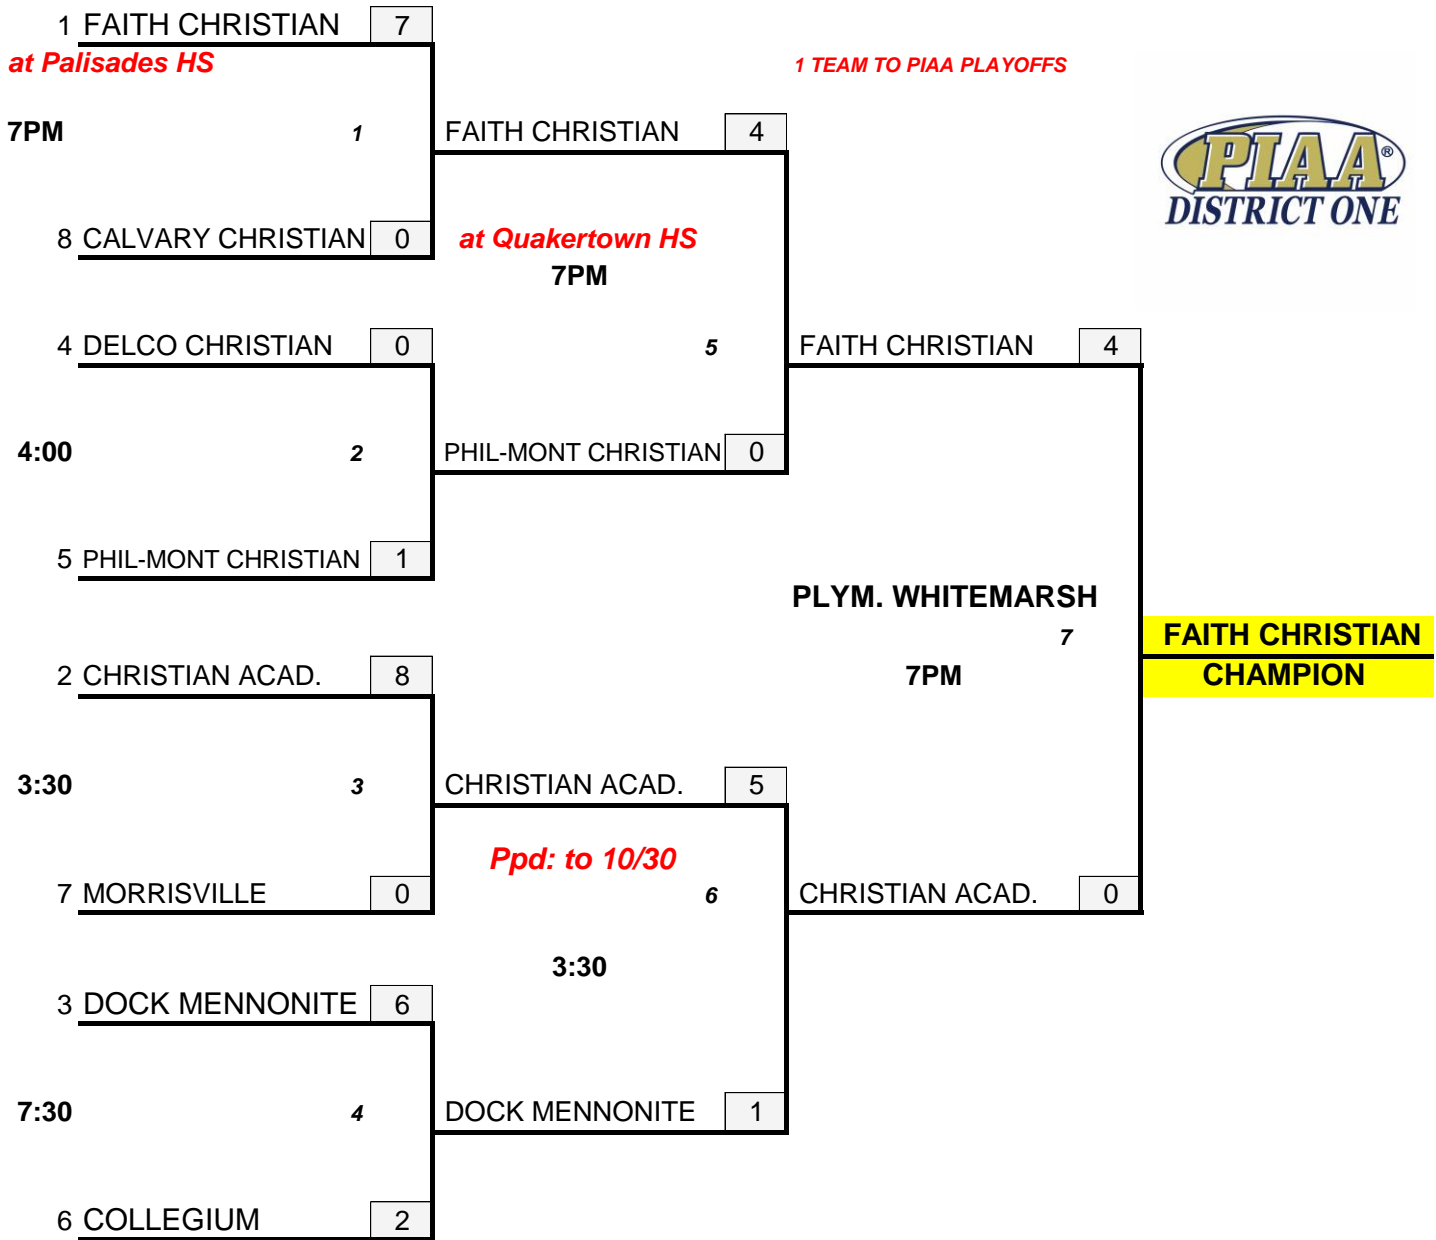 1 FAITH CHRISTIAN 7
at Palisades HS
1 TEAM TO PIAA PLAYOFFS
7PM 1 FAITH CHRISTIAN 4
PIAA®
DISTRICT ONE
8 CALVARY CHRISTIAN 0 at Quakertown HS
7PM
4 DELCO CHRISTIAN 0 5 FAITH CHRISTIAN 4
4:00 2 PHIL-MONT CHRISTIAN 0
5 PHIL-MONT CHRISTIAN 1
PLYM. WHITEMARSH
7 FAITH CHRISTIAN
2 CHRISTIAN ACAD. 8 7PM CHAMPION
3:30 3 CHRISTIAN ACAD. 5
Ppd: to 10/30
7 MORRISVILLE 0 6 CHRISTIAN ACAD. 0
3:30
3 DOCK MENNONITE 6
7:30 4 DOCK MENNONITE 1
6 COLLEGIUM 2